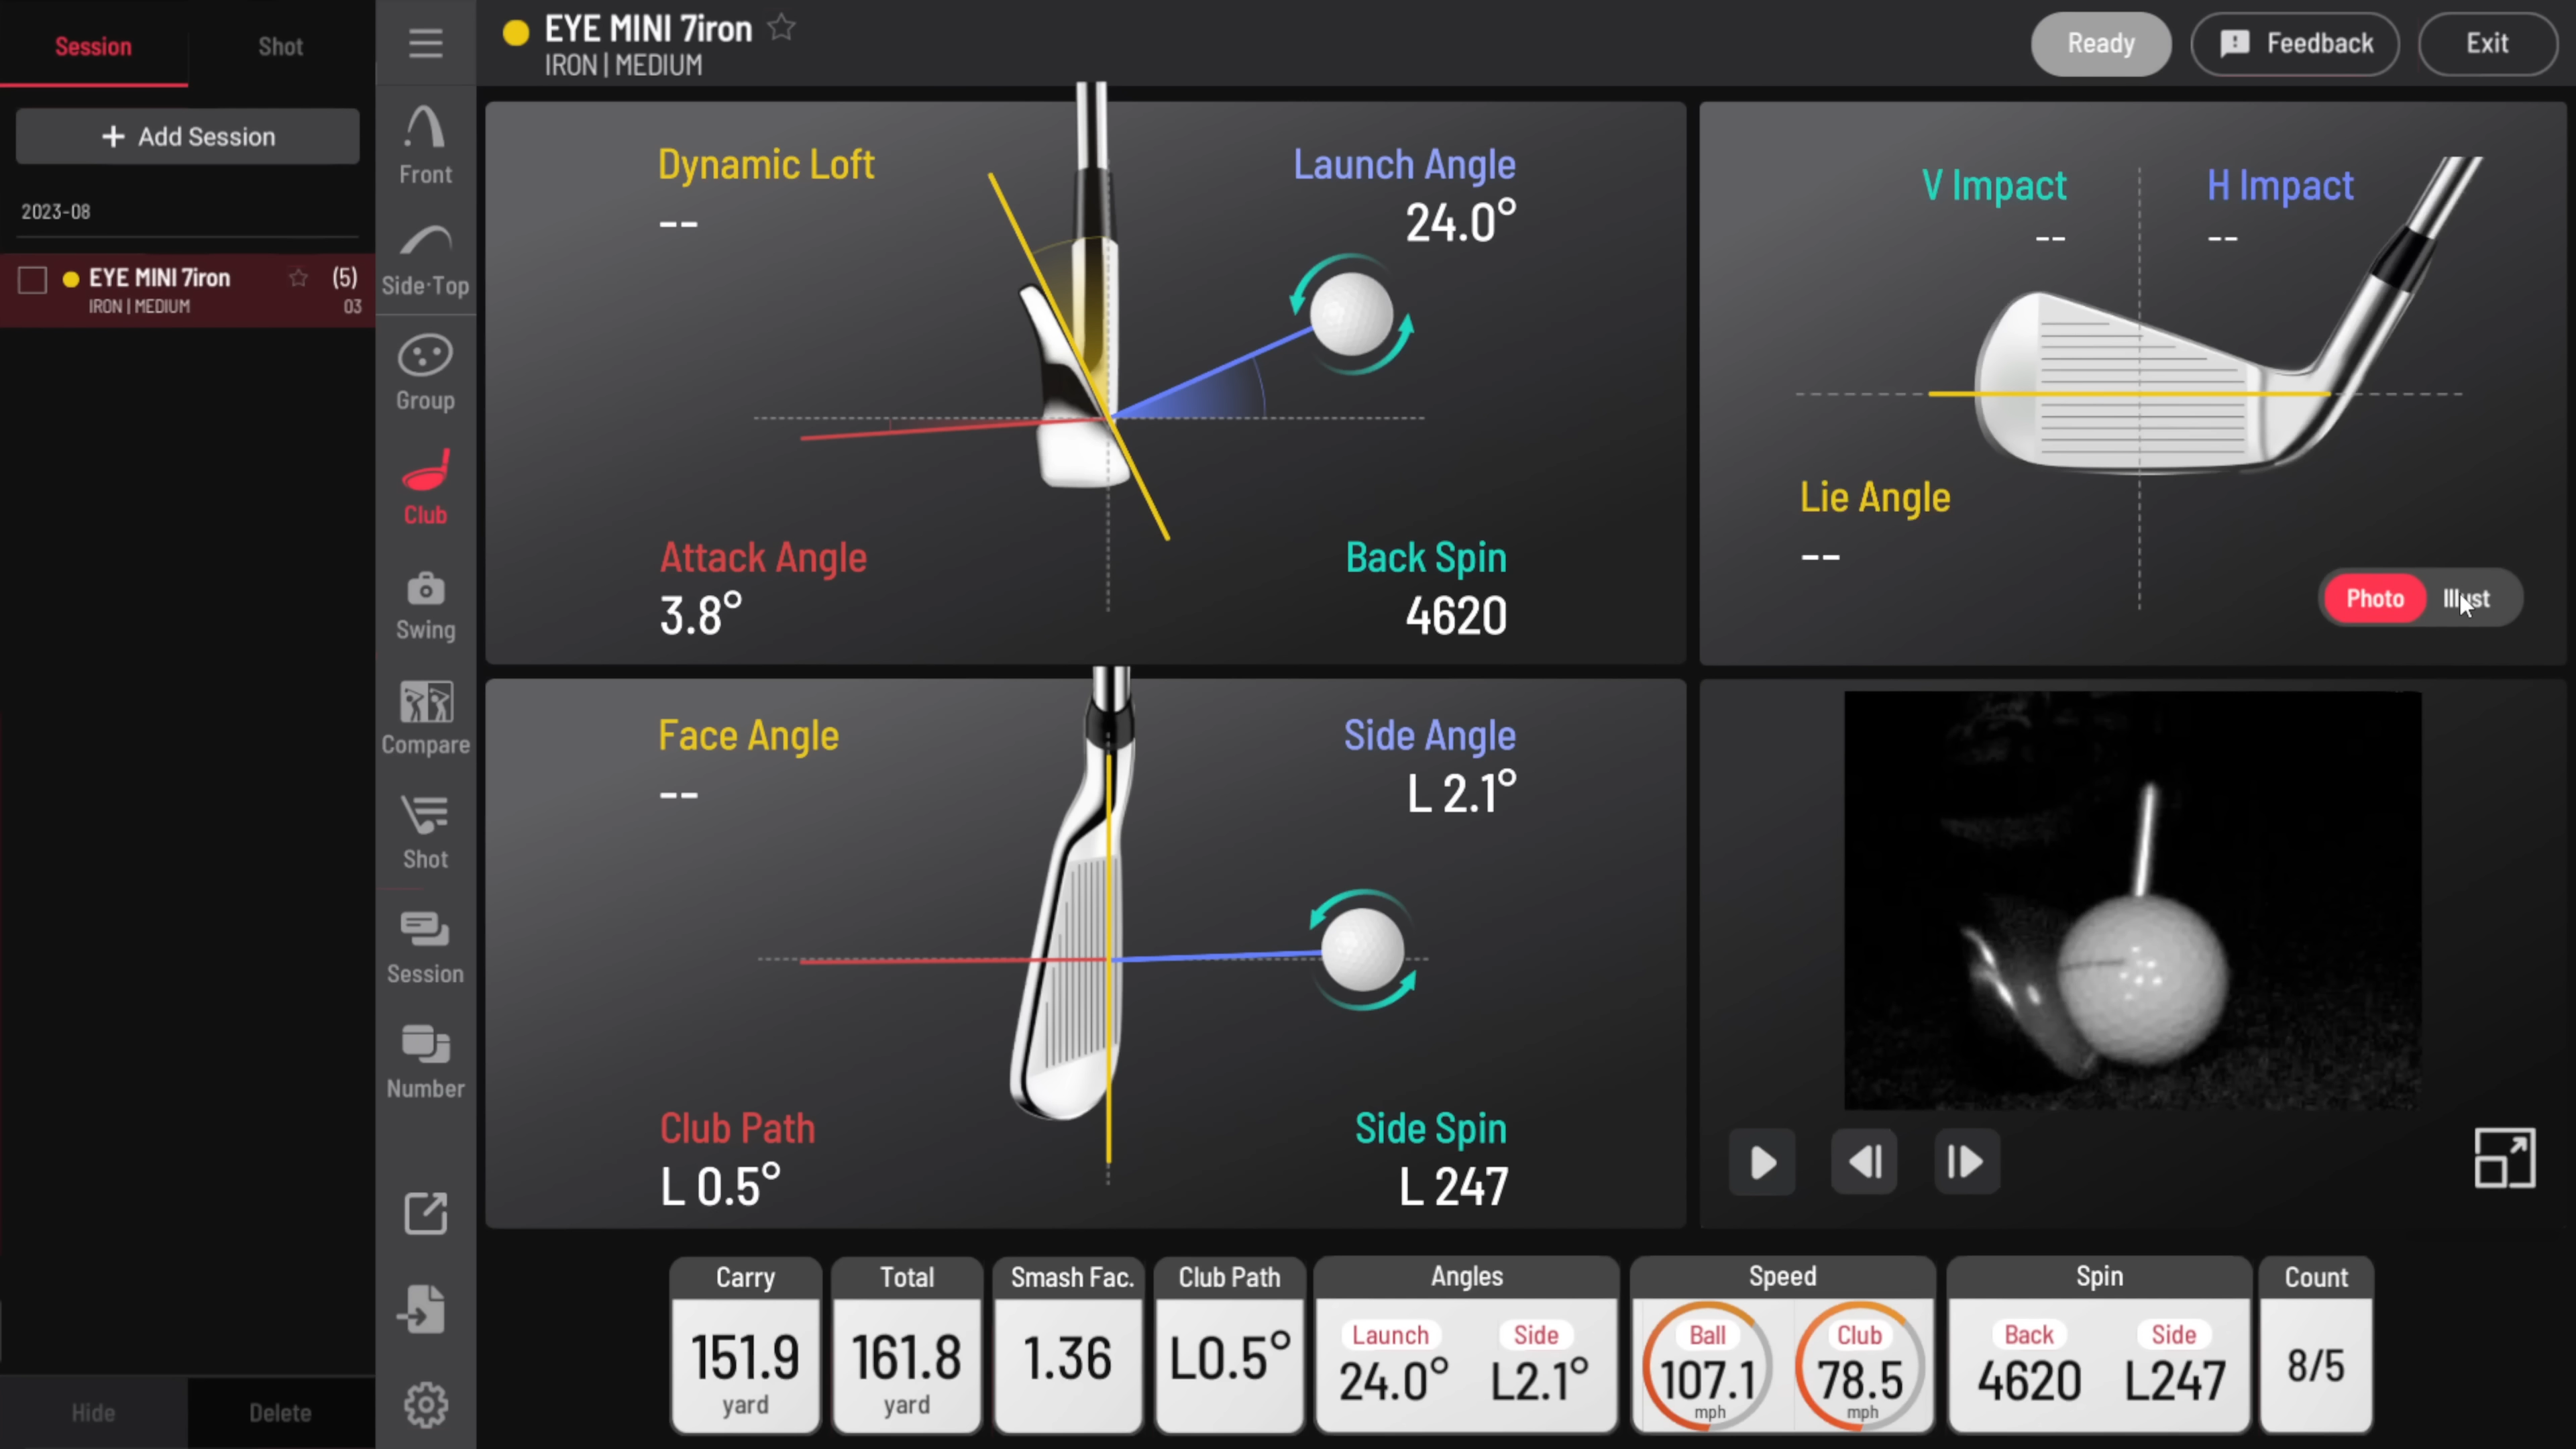 Session
Shot
+ Add Session
2023-08
EYE MINI 7iron (5)
IRON | MEDIUM 03
Hide
Delete
Front
Side·Top
Group
Club
Swing
Compare
Shot
Session
Number
EYE MINI 7iron
IRON | MEDIUM
Ready
Feedback
Exit
Dynamic Loft
--
Launch Angle
24.0°
Attack Angle
3.8°
Back Spin
4620
V Impact
--
H Impact
--
Lie Angle
--
Photo
Illust
Face Angle
--
Side Angle
L 2.1°
Club Path
L 0.5°
Side Spin
L 247
Carry
151.9
yard
Total
161.8
yard
Smash Fac.
1.36
Club Path
L0.5°
Angles
Launch
24.0°
Side
L2.1°
Speed
Ball
107.1
mph
Club
78.5
mph
Spin
Back
4620
Side
L247
Count
8/5